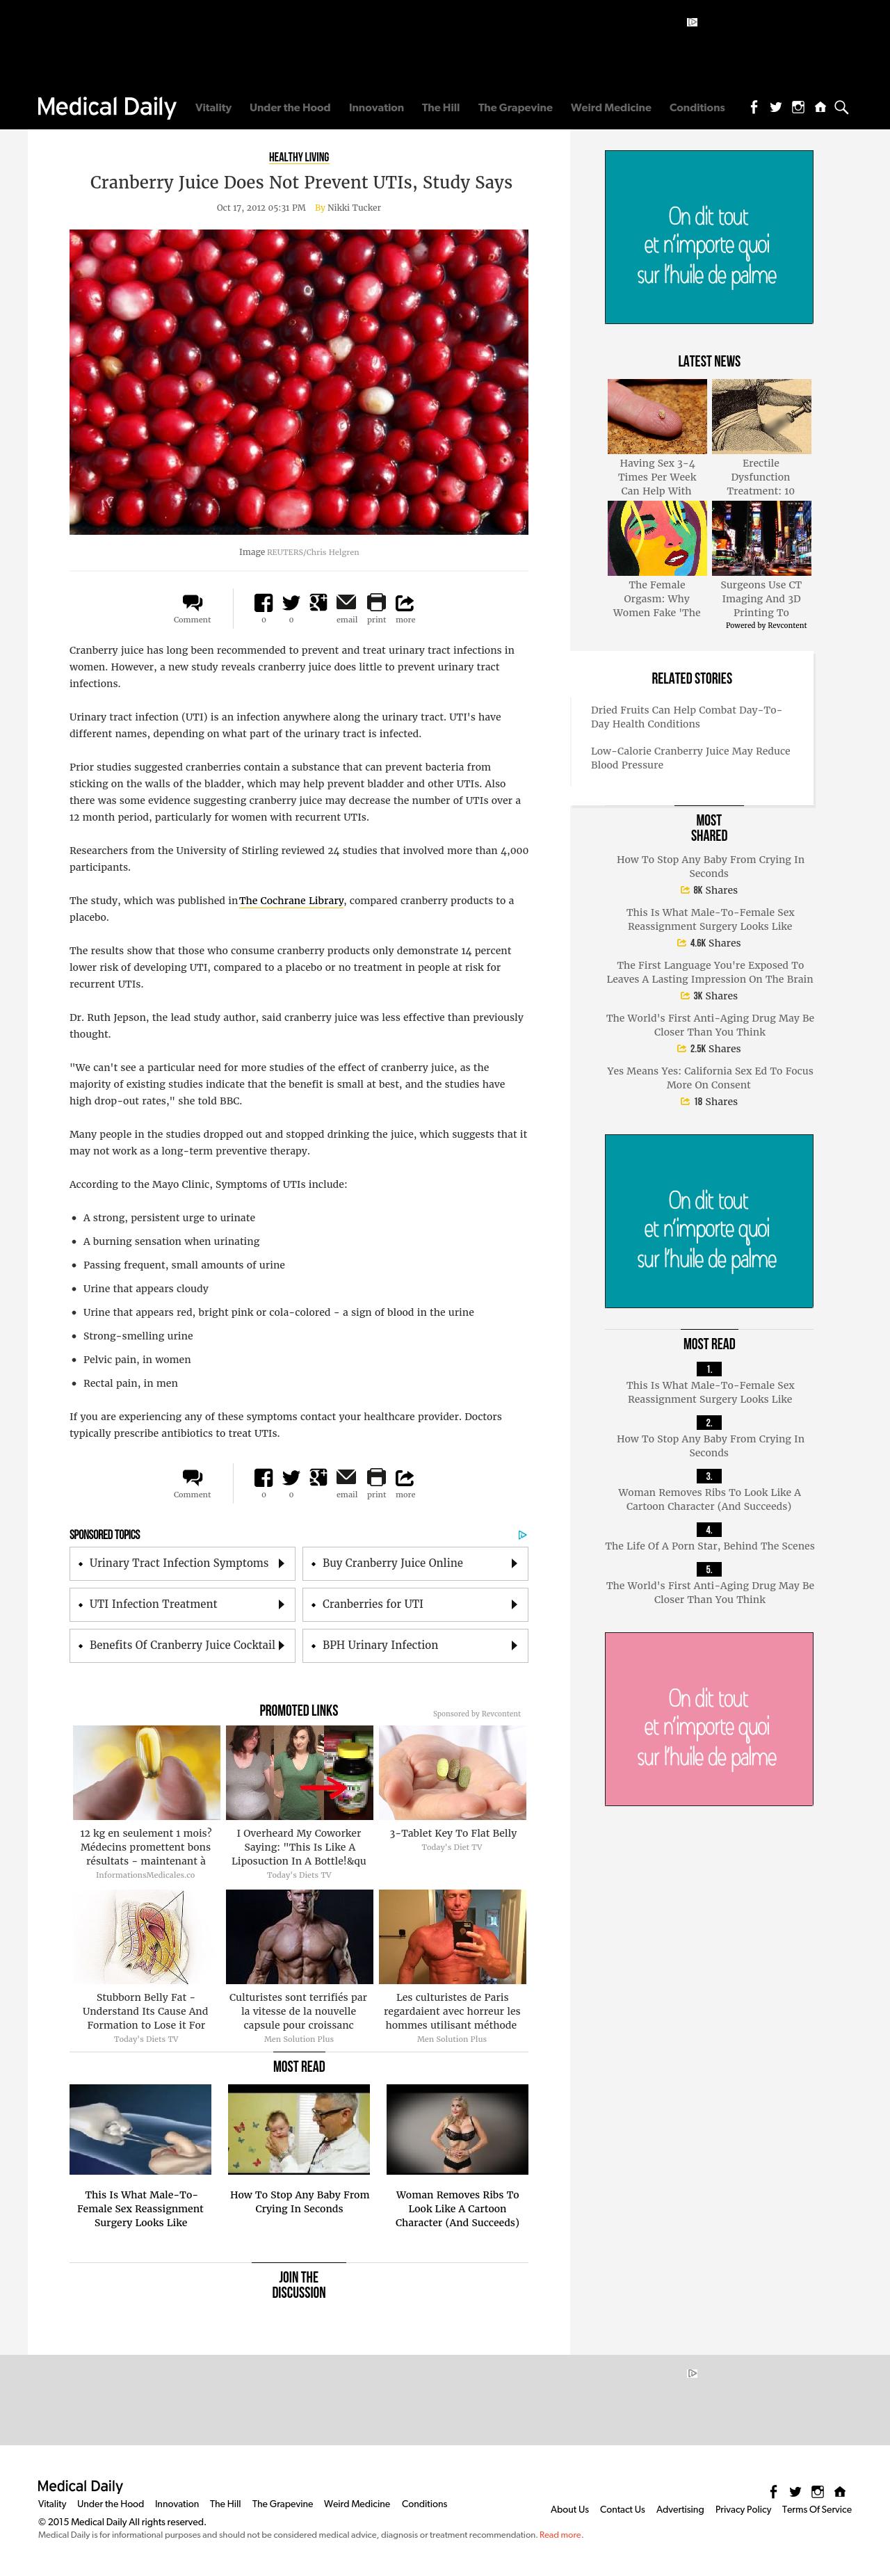 Medical Daily Vitality Under the Hood Innovation The Hill The Grapevine Weird Medicine Conditions
HEALTHY LIVING
Cranberry Juice Does Not Prevent UTIs, Study Says
Oct 17, 2012 05:31 PM By Nikki Tucker
Image REUTERS/Chris Helgren
Comment
0
0
email
print
more
Cranberry juice has long been recommended to prevent and treat urinary tract infections in
women. However, a new study reveals cranberry juice does little to prevent urinary tract
infections.
Urinary tract infection (UTI) is an infection anywhere along the urinary tract. UTI's have
different names, depending on what part of the urinary tract is infected.
Prior studies suggested cranberries contain a substance that can prevent bacteria from
sticking on the walls of the bladder, which may help prevent bladder and other UTIs. Also
there was some evidence suggesting cranberry juice may decrease the number of UTIs over a
12 month period, particularly for women with recurrent UTIs.
Researchers from the University of Stirling reviewed 24 studies that involved more than 4,000
participants.
The study, which was published in The Cochrane Library, compared cranberry products to a
placebo.
The results show that those who consume cranberry products only demonstrate 14 percent
lower risk of developing UTI, compared to a placebo or no treatment in people at risk for
recurrent UTIs.
Dr. Ruth Jepson, the lead study author, said cranberry juice was less effective than previously
thought.
"We can't see a particular need for more studies of the effect of cranberry juice, as the
majority of existing studies indicate that the benefit is small at best, and the studies have
high drop-out rates," she told BBC.
Many people in the studies dropped out and stopped drinking the juice, which suggests that it
may not work as a long-term preventive therapy.
According to the Mayo Clinic, Symptoms of UTIs include:
• A strong, persistent urge to urinate
• A burning sensation when urinating
• Passing frequent, small amounts of urine
• Urine that appears cloudy
• Urine that appears red, bright pink or cola-colored - a sign of blood in the urine
• Strong-smelling urine
• Pelvic pain, in women
• Rectal pain, in men
If you are experiencing any of these symptoms contact your healthcare provider. Doctors
typically prescribe antibiotics to treat UTIs.
Comment
0
0
email
print
more
SPONSORED TOPICS
Urinary Tract Infection Symptoms
Buy Cranberry Juice Online
UTI Infection Treatment
Cranberries for UTI
Benefits Of Cranberry Juice Cocktail
BPH Urinary Infection
PROMOTED LINKS
Sponsored by Revcontent
12 kg en seulement 1 mois?
Médecins promettent bons
résultats - maintenant à
InformationsMedicales.co
I Overheard My Coworker
Saying: "This Is Like A
Liposuction In A Bottle!&qu
Today's Diets TV
3-Tablet Key To Flat Belly
Today's Diet TV
Stubborn Belly Fat -
Understand Its Cause And
Formation to Lose it For
Today's Diets TV
Culturistes sont terrifiés par
la vitesse de la nouvelle
capsule pour croissanc
Men Solution Plus
Les culturistes de Paris
regardaient avec horreur les
hommes utilisant méthode
Men Solution Plus
MOST READ
This Is What Male-To-
Female Sex Reassignment
Surgery Looks Like
How To Stop Any Baby From
Crying In Seconds
Woman Removes Ribs To
Look Like A Cartoon
Character (And Succeeds)
JOIN THE
DISCUSSION
On dit tout
et n'importe quoi
sur l'huile de palme
LATEST NEWS
Having Sex 3-4
Times Per Week
Can Help With
Erectile
Dysfunction
Treatment: 10
The Female
Orgasm: Why
Women Fake 'The
Surgeons Use CT
Imaging And 3D
Printing To
Powered by Revcontent
RELATED STORIES
Dried Fruits Can Help Combat Day-To-
Day Health Conditions
Low-Calorie Cranberry Juice May Reduce
Blood Pressure
MOST
SHARED
How To Stop Any Baby From Crying In
Seconds
8K Shares
This Is What Male-To-Female Sex
Reassignment Surgery Looks Like
4.6K Shares
The First Language You're Exposed To
Leaves A Lasting Impression On The Brain
3K Shares
The World's First Anti-Aging Drug May Be
Closer Than You Think
2.5K Shares
Yes Means Yes: California Sex Ed To Focus
More On Consent
18 Shares
On dit tout
et n'importe quoi
sur l'huile de palme
MOST READ
1.
This Is What Male-To-Female Sex
Reassignment Surgery Looks Like
2.
How To Stop Any Baby From Crying In
Seconds
3.
Woman Removes Ribs To Look Like A
Cartoon Character (And Succeeds)
4.
The Life Of A Porn Star, Behind The Scenes
5.
The World's First Anti-Aging Drug May Be
Closer Than You Think
On dit tout
et n'importe quoi
sur l'huile de palme
Medical Daily
Vitality Under the Hood Innovation The Hill The Grapevine Weird Medicine Conditions
About Us Contact Us Advertising Privacy Policy Terms Of Service
© 2015 Medical Daily All rights reserved.
Medical Daily is for informational purposes and should not be considered medical advice, diagnosis or treatment recommendation. Read more.